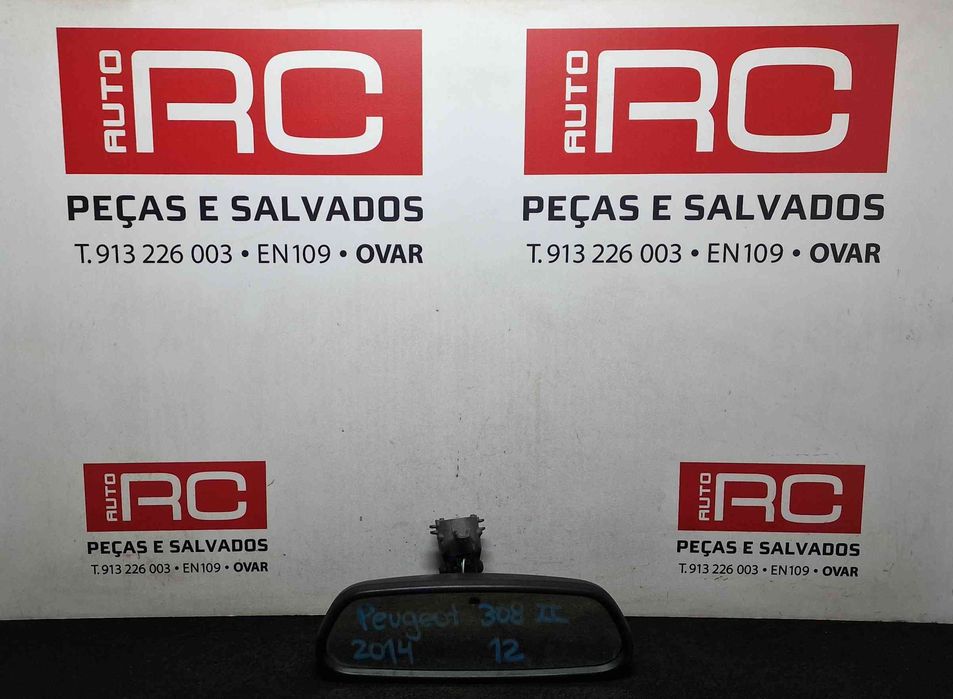 AUTO RC
PEÇAS E SALVADOS
T. 913 226 003 • EN109 • OVAR
AUTO RC
PEÇAS E SALVADOS
T. 913 226 003 • EN109 • OVAR
AUTO RC
PEÇAS E SALVADOS
T. 913 226 003 • EN109 • OVAR
AUTO RC
PEÇAS E SALVADOS
T. 913 226 003 • EN109 • OVAR
Peugeot 308 II
2014 12